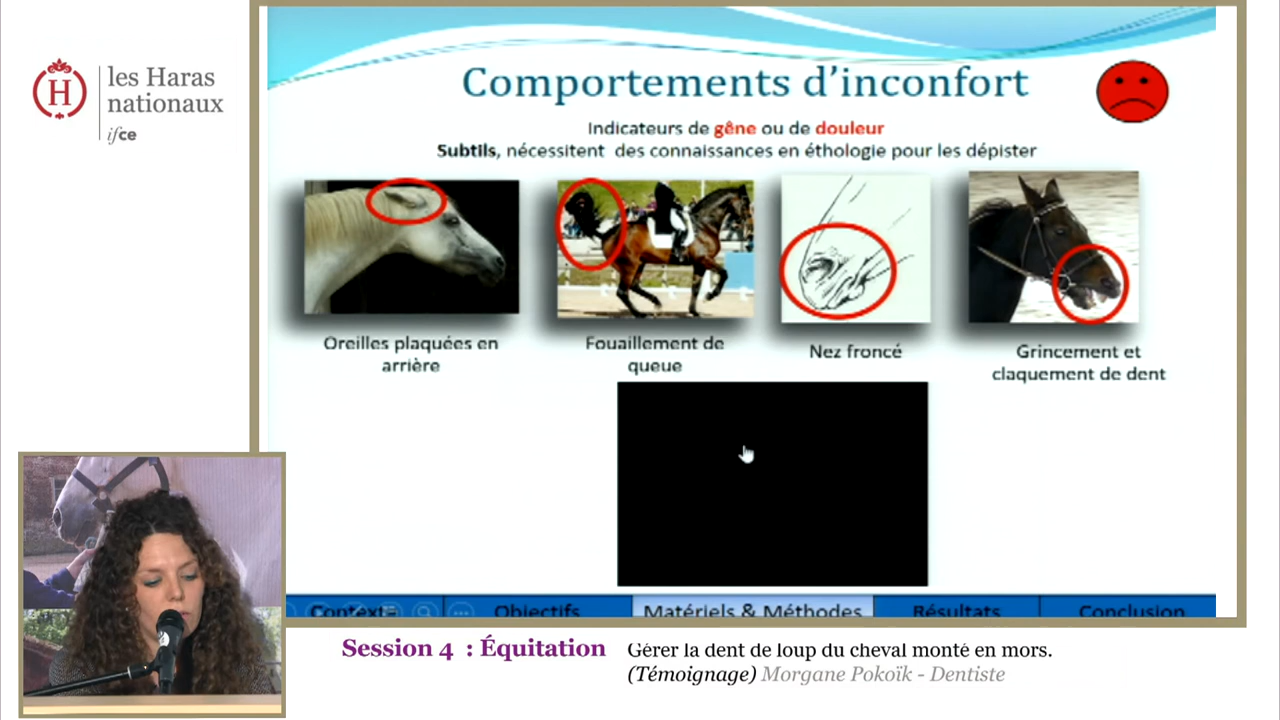 les Haras
nationaux
ifce
H
Comportements d’inconfort
Indicateurs de gêne ou de douleur
Subtils, nécessitent des connaissances en éthologie pour les dépister
Oreilles plaquées en
arrière
Fouaillement de
queue
Nez froncé
Grincement et
claquement de dent
Contexte
Objectifs
Matériels & Méthodes
Résultats
Conclusion
Session 4 : Équitation
Gérer la dent de loup du cheval monté en mors.
(Témoignage) Morgane Pokoïk - Dentiste